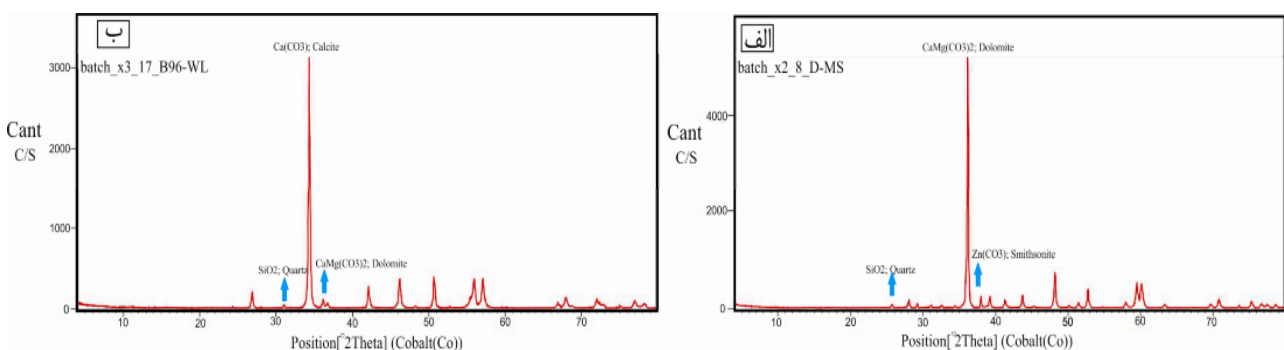 ب
Ca(CO3); Calcite
batch_x3_17_B96-WL
3000
Cant
C/S
2000
1000
SiO2; Quartz
CaMg(CO3)2; Dolomite
0
10
20
30
40
50
60
70
Position[°2Theta] (Cobalt(Co))
الف
CaMg(CO3)2; Dolomite
batch_x2_8_D-MS
4000
Cant
C/S
2000
Zn(CO3); Smithsonite
SiO2; Quartz
0
10
20
30
40
50
60
70
Position[°2Theta] (Cobalt(Co))